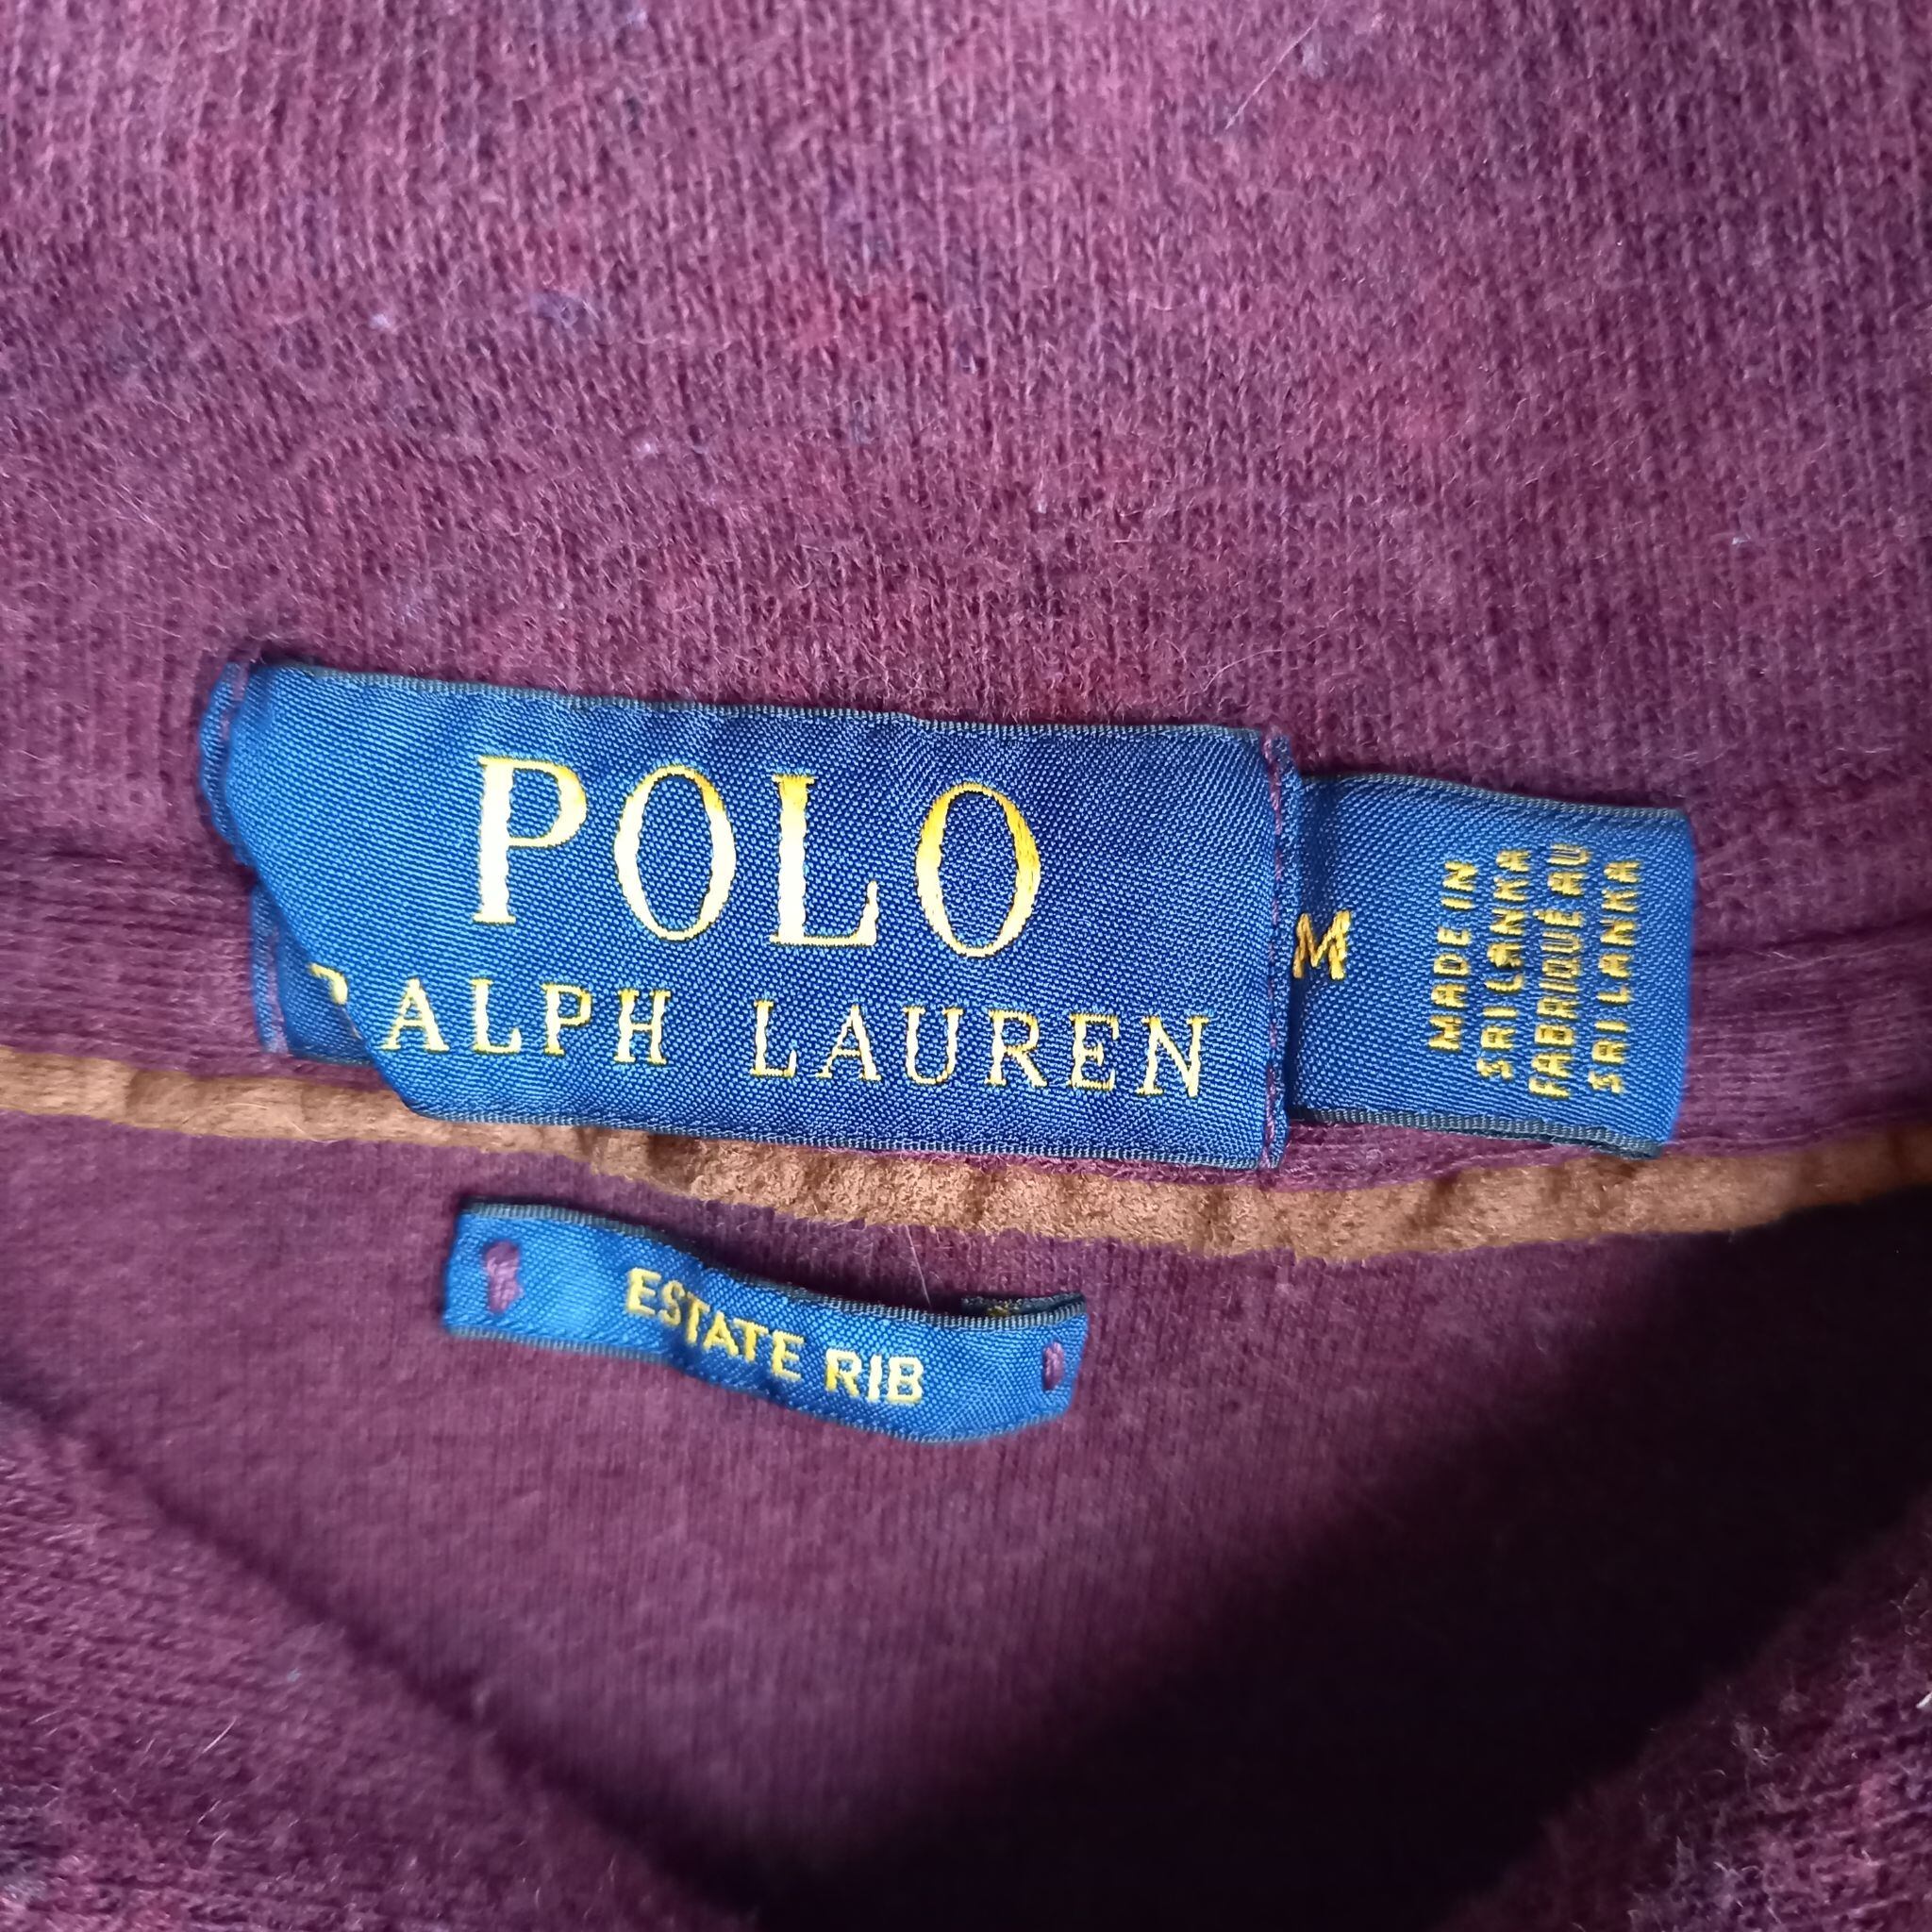 POLO
RALPH LAUREN
M
MADE IN
SRI LANKA
FABRIQUÉ AU
SRI LANKA
ESTATE RIB